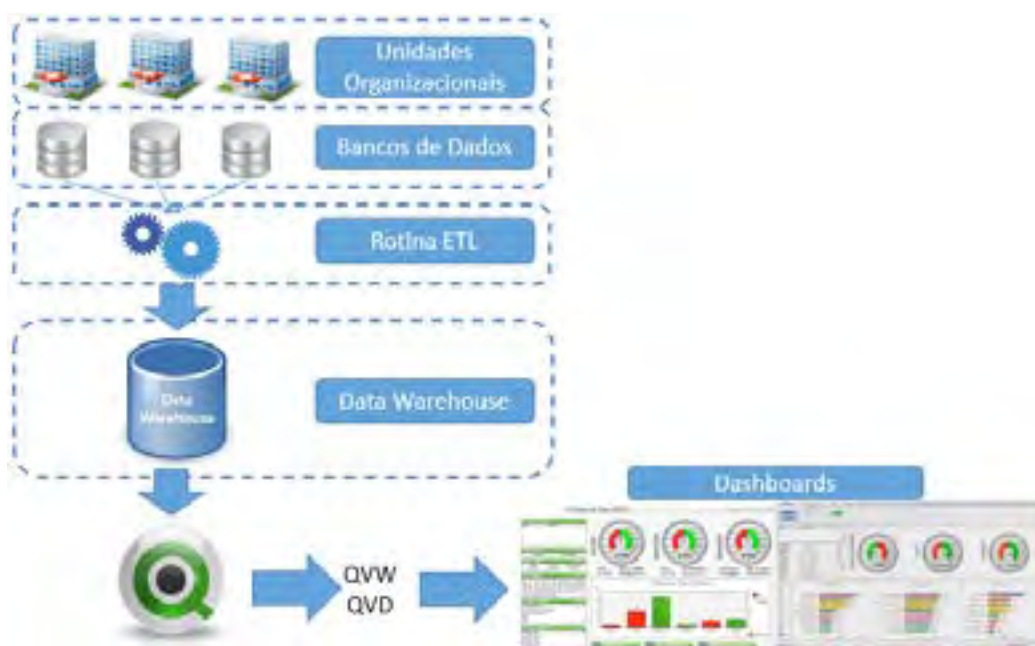 Unidades
Organizacionais
Bancos de Dados
Rotina ETL
Data
Warehouse
Data Warehouse
Dashboards
QVW
QVD